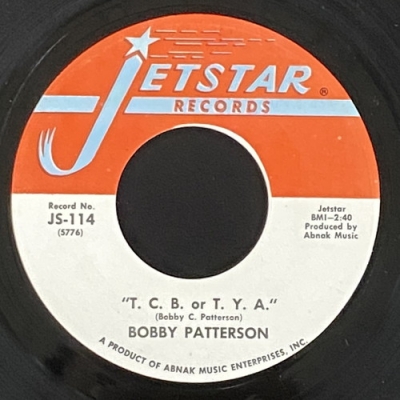 JETSTAR ®
RECORDS
Record No.
JS-114
(5776)
Jetstar
BMI-2:40
Produced by
Abnak Music
"T. C. B. or T. Y. A."
(Bobby C. Patterson)
BOBBY PATTERSON
A PRODUCT OF ABNAK MUSIC ENTERPRISES, INC.